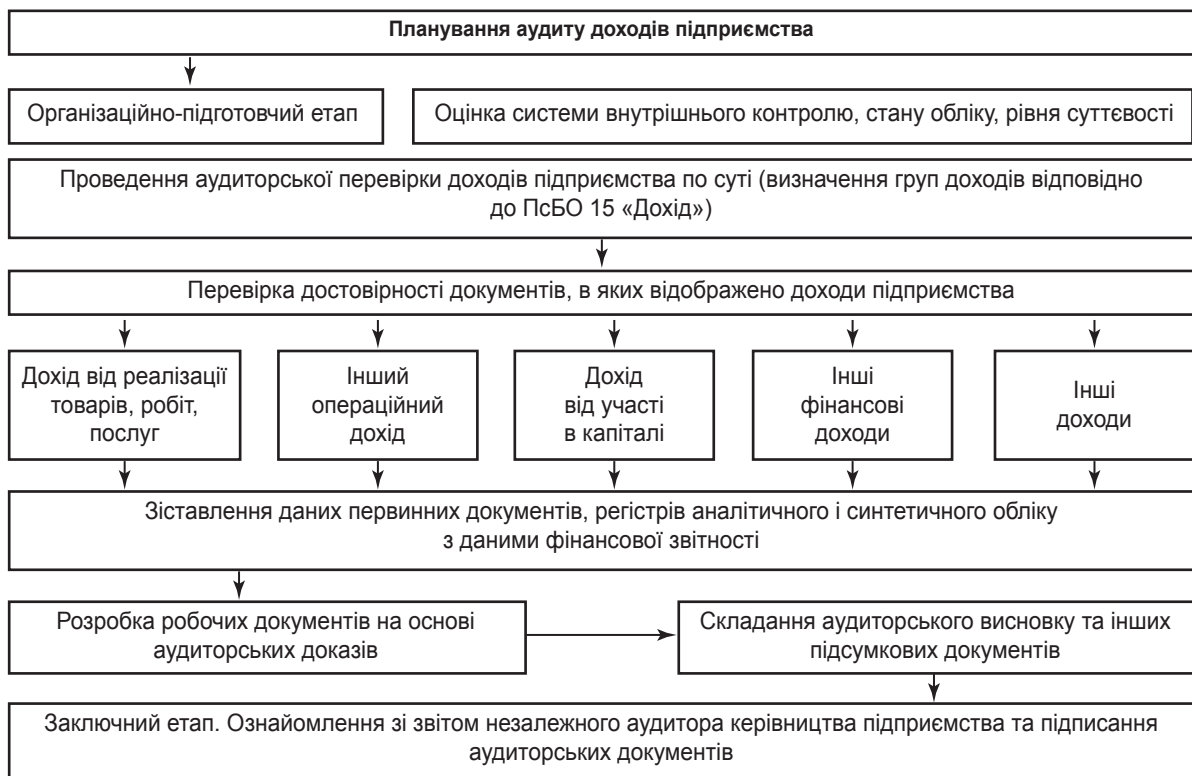 Планування аудиту доходів підприємства
Організаційно-підготовчий етап
Оцінка системи внутрішнього контролю, стану обліку, рівня суттєвості
Проведення аудиторської перевірки доходів підприємства по суті (визначення груп доходів відповідно
до ПсБО 15 «Дохід»)
Перевірка достовірності документів, в яких відображено доходи підприємства
Дохід від реалізації
товарів, робіт,
послуг
Інший
операційний
дохід
Дохід
від участі
в капіталі
Інші
фінансові
доходи
Інші
доходи
Зіставлення даних первинних документів, регістрів аналітичного і синтетичного обліку
з даними фінансової звітності
Розробка робочих документів на основі
аудиторських доказів
Складання аудиторського висновку та інших
підсумкових документів
Заключний етап. Ознайомлення зі звітом незалежного аудитора керівництва підприємства та підписання
аудиторських документів